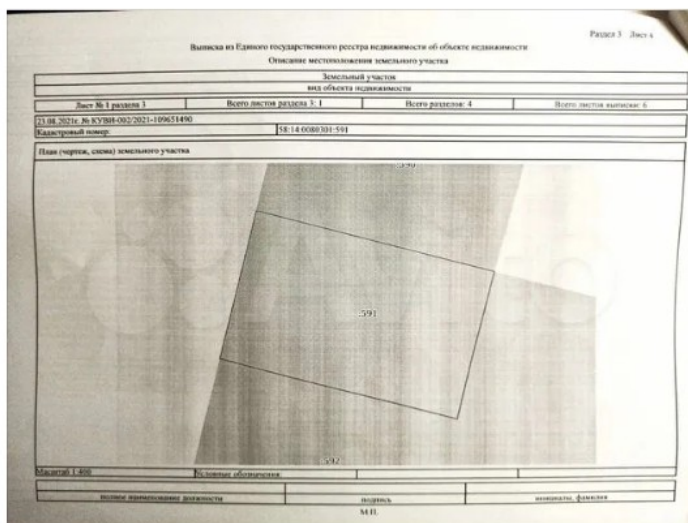 Раздел 3 Лист 4
Выписка из Единого государственного реестра недвижимости об объекте недвижимости
Описание местоположения земельного участка
Земельный участок
вид объекта недвижимости
Лист № 1 раздела 3 Всего листов раздела 3: 1 Всего разделов: 4 Всего листов выписки: 6
23.08.2021г. № КУВИ-002/2021-109651490
Кадастровый номер: 58:14:0080301:591
План (чертеж, схема) земельного участка
:590
:591
:592
Масштаб 1:400 Условные обозначения:
полное наименование должности подпись инициалы, фамилия
М.П.